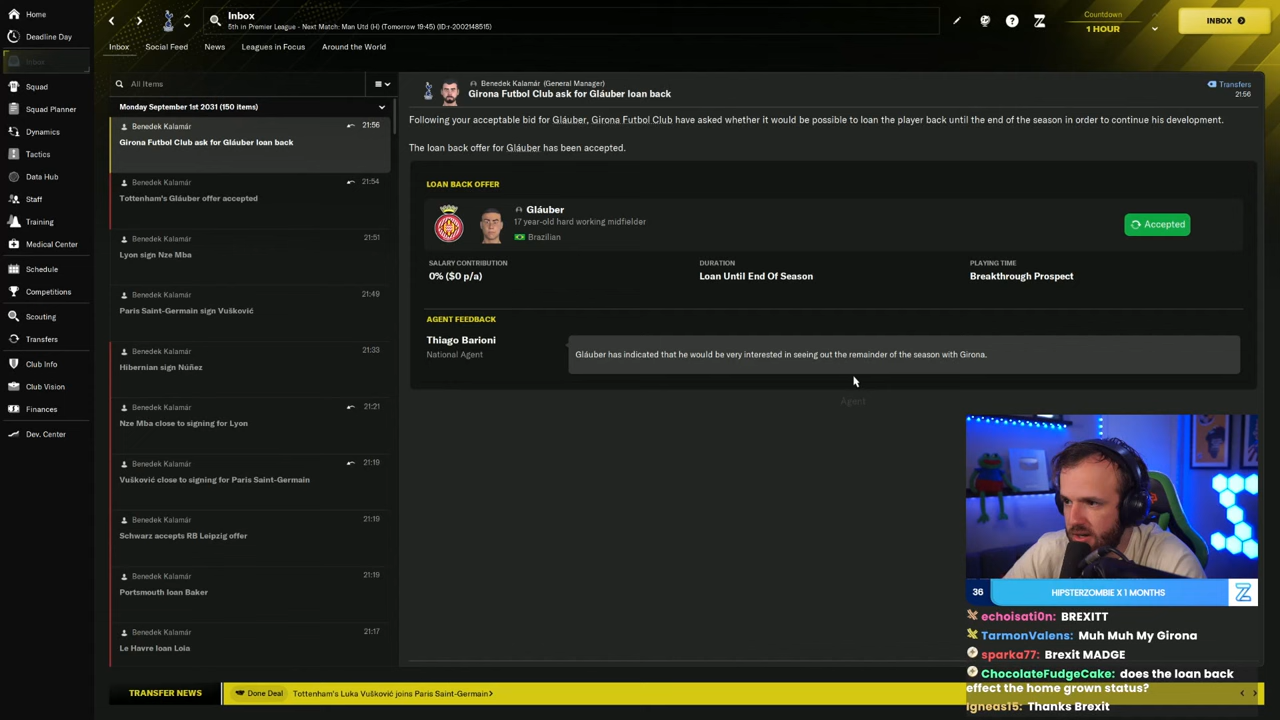 Home
Deadline Day
Inbox
Squad
Squad Planner
Dynamics
Tactics
Data Hub
Staff
Training
Medical Center
Schedule
Competitions
Scouting
Transfers
Club Info
Club Vision
Finances
Dev. Center
Inbox
5th in Premier League - Next Match: Man Utd (H) (Tomorrow 19:45) (ID:r-2002148515)
Countdown
1 HOUR
INBOX
Inbox
Social Feed
News
Leagues in Focus
Around the World
All Items
Monday September 1st 2031 (150 items)
Benedek Kalamár 21:56
Girona Futbol Club ask for Gláuber loan back
Benedek Kalamár 21:54
Tottenham's Gláuber offer accepted
Benedek Kalamár 21:51
Lyon sign Nze Mba
Benedek Kalamár 21:49
Paris Saint-Germain sign Vušković
Benedek Kalamár 21:33
Hibernian sign Núñez
Benedek Kalamár 21:21
Nze Mba close to signing for Lyon
Benedek Kalamár 21:19
Vušković close to signing for Paris Saint-Germain
Benedek Kalamár 21:19
Schwarz accepts RB Leipzig offer
Benedek Kalamár 21:19
Portsmouth loan Baker
Benedek Kalamár 21:17
Le Havre loan Loia
Benedek Kalamár (General Manager)
Girona Futbol Club ask for Gláuber loan back
Transfers
21:56
Following your acceptable bid for Gláuber, Girona Futbol Club have asked whether it would be possible to loan the player back until the end of the season in order to continue his development.
The loan back offer for Gláuber has been accepted.
LOAN BACK OFFER
Gláuber
17 year-old hard working midfielder
Brazilian
Accepted
SALARY CONTRIBUTION
0% ($0 p/a)
DURATION
Loan Until End Of Season
PLAYING TIME
Breakthrough Prospect
AGENT FEEDBACK
Thiago Barioni
National Agent
Gláuber has indicated that he would be very interested in seeing out the remainder of the season with Girona.
Agent
36 HIPSTERZOMBIE X 1 MONTHS
echoisati0n: BREXITT
TarmonValens: Muh Muh My Girona
sparka77: Brexit MADGE
ChocolateFudgeCake: does the loan back
effect the home grown status?
Igneas15: Thanks Brexit
TRANSFER NEWS
Done Deal
Tottenham's Luka Vušković joins Paris Saint-Germain>